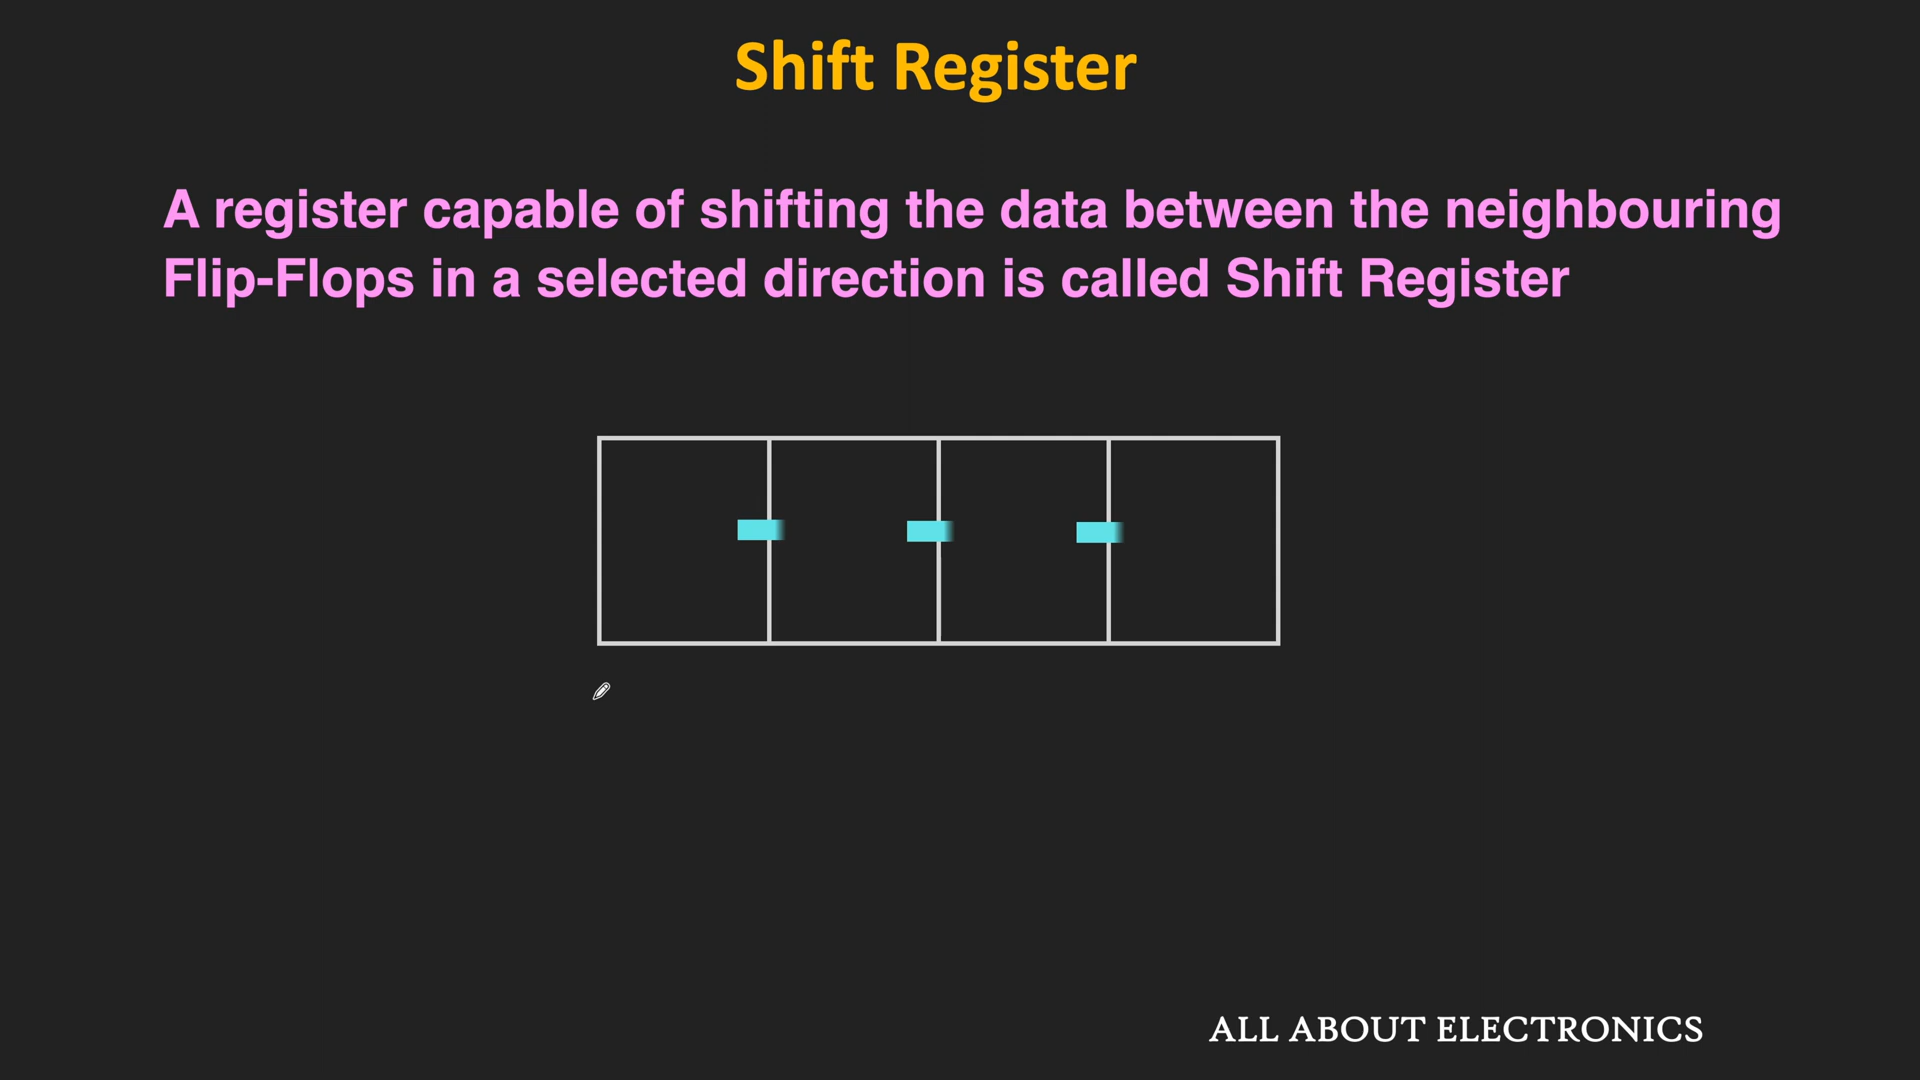 Shift Register
A register capable of shifting the data between the neighbouring
Flip-Flops in a selected direction is called Shift Register
ALL ABOUT ELECTRONICS